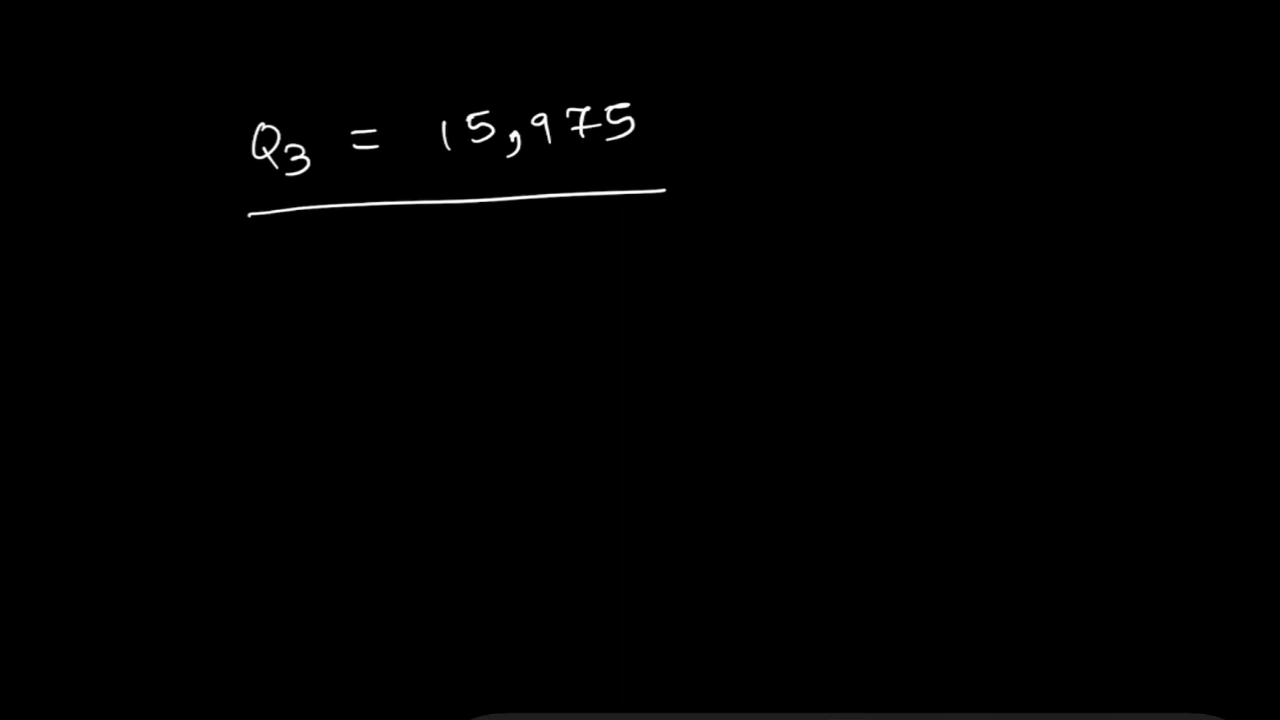 Q₃ = 15,975